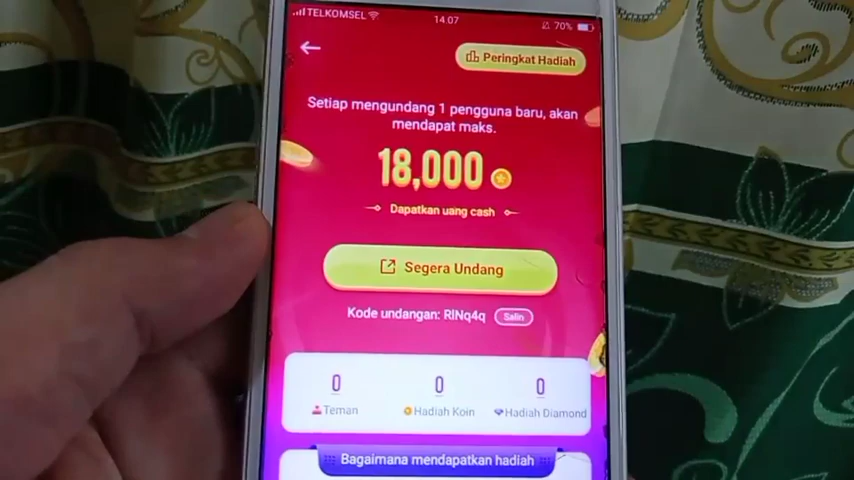 TELKOMSEL
14.07
70%
Peringkat Hadiah
Setiap mengundang 1 pengguna baru, akan
mendapat maks.
18,000
Dapatkan uang cash
Segera Undang
Kode undangan: RlNq4q
Salin
0
0
0
Teman
Hadiah Koin
Hadiah Diamond
Bagaimana mendapatkan hadiah